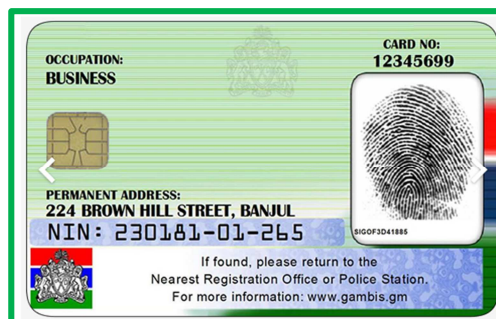 OCCUPATION:
BUSINESS
CARD NO:
12345699
PERMANENT ADDRESS:
224 BROWN HILL STREET, BANJUL
NIN: 230181-01-265
SIGOF3D41885
If found, please return to the
Nearest Registration Office or Police Station.
For more information: www.gambis.gm